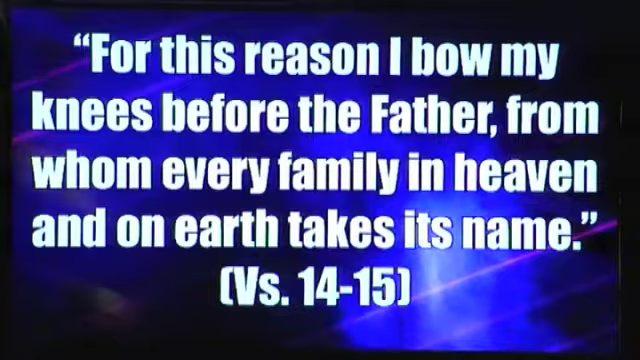 “For this reason I bow my
knees before the Father, from
whom every family in heaven
and on earth takes its name.”
(Vs. 14-15)